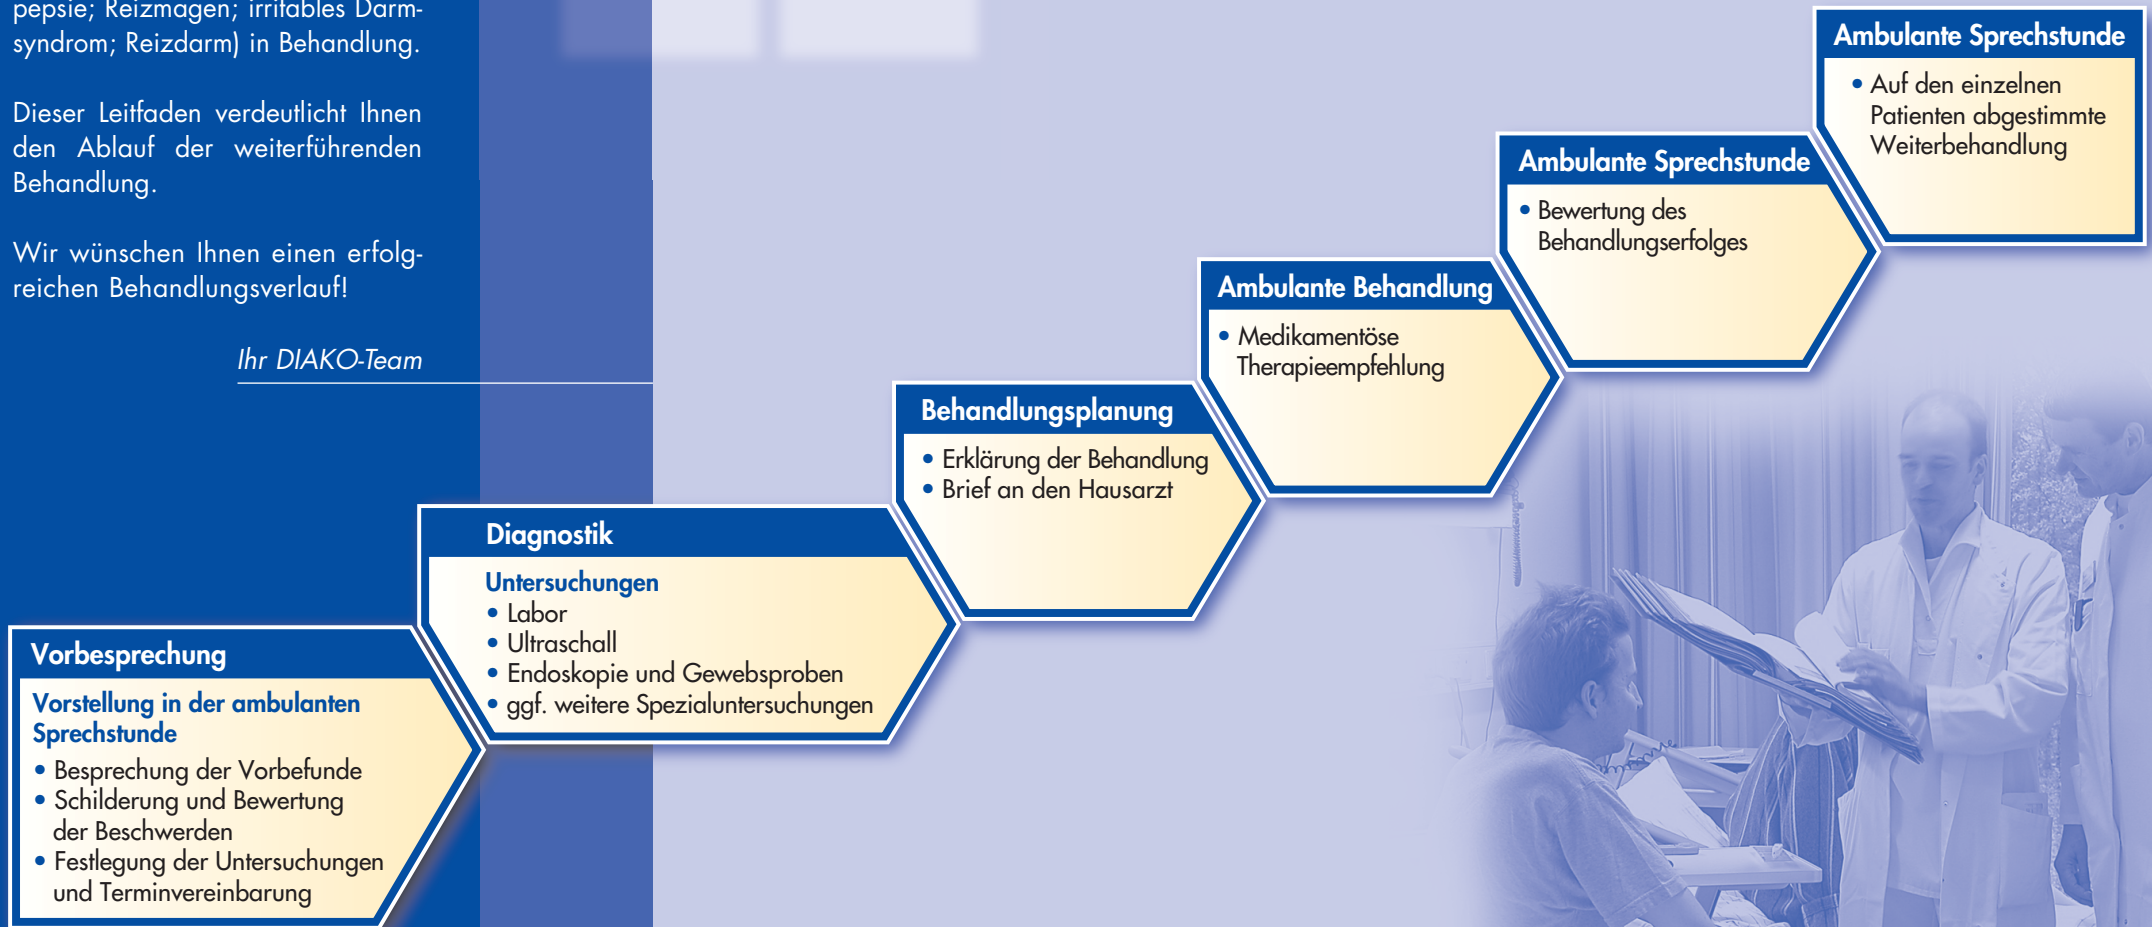 pepsie; Reizmagen; irritables Darm-
syndrom; Reizdarm) in Behandlung.
Dieser Leitfaden verdeutlicht Ihnen
den Ablauf der weiterführenden
Behandlung.
Wir wünschen Ihnen einen erfolg-
reichen Behandlungsverlauf!
Ihr DIAKO-Team
Vorbesprechung
Vorstellung in der ambulanten
Sprechstunde
• Besprechung der Vorbefunde
• Schilderung und Bewertung
der Beschwerden
• Festlegung der Untersuchungen
und Terminvereinbarung
Diagnostik
Untersuchungen
• Labor
• Ultraschall
• Endoskopie und Gewebsproben
• ggf. weitere Spezialuntersuchungen
Behandlungsplanung
• Erklärung der Behandlung
• Brief an den Hausarzt
Ambulante Behandlung
• Medikamentöse
Therapieempfehlung
Ambulante Sprechstunde
• Bewertung des
Behandlungserfolges
Ambulante Sprechstunde
• Auf den einzelnen
Patienten abgestimmte
Weiterbehandlung